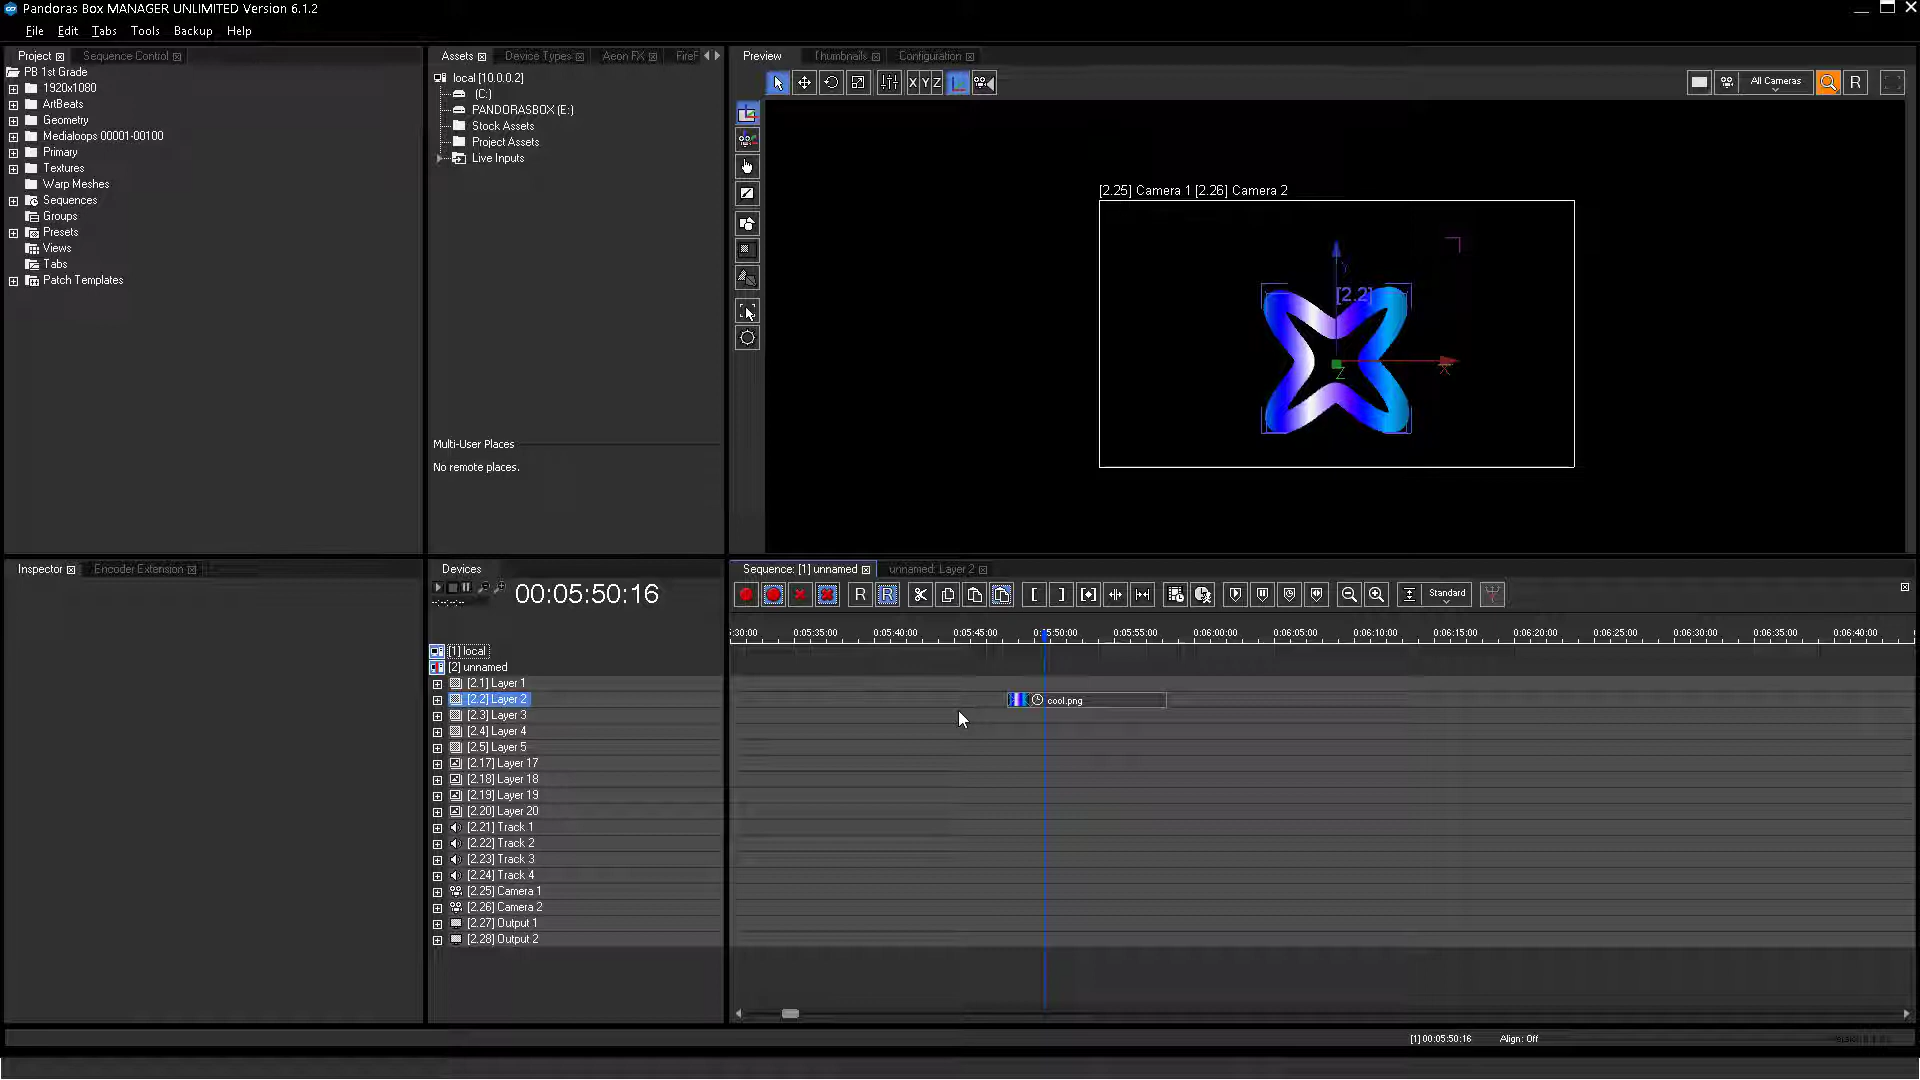 Pandoras Box MANAGER UNLIMITED Version 6.1.2
File Edit Tabs Tools Backup Help
Project Sequence Control
PB 1st Grade
1920x1080
ArtBeats
Geometry
Medialoops 00001-00100
Primary
Textures
Warp Meshes
Sequences
Groups
Presets
Views
Tabs
Patch Templates
Assets Device Types Aeon FX FireF
local [10.0.0.2]
(C:)
PANDORASBOX (E:)
Stock Assets
Project Assets
Live Inputs
Multi-User Places
No remote places.
Preview Thumbnails Configuration
X Y Z
All Cameras
R
[2.25] Camera 1 [2.26] Camera 2
Y
[2.2]
X
Z
Inspector Encoder Extension
Devices
00:05:50:16
[1] local
[2] unnamed
[2.1] Layer 1
[2.2] Layer 2
[2.3] Layer 3
[2.4] Layer 4
[2.5] Layer 5
[2.17] Layer 17
[2.18] Layer 18
[2.19] Layer 19
[2.20] Layer 20
[2.21] Track 1
[2.22] Track 2
[2.23] Track 3
[2.24] Track 4
[2.25] Camera 1
[2.26] Camera 2
[2.27] Output 1
[2.28] Output 2
Sequence: [1] unnamed unnamed: Layer 2
R R Standard
5:30:00 0:05:35:00 0:05:40:00 0:05:45:00 0:05:50:00 0:05:55:00 0:06:00:00 0:06:05:00 0:06:10:00 0:06:15:00 0:06:20:00 0:06:25:00 0:06:30:00 0:06:35:00 0:06:40:00
cool.png
[1] 00:05:50:16 Align: Off